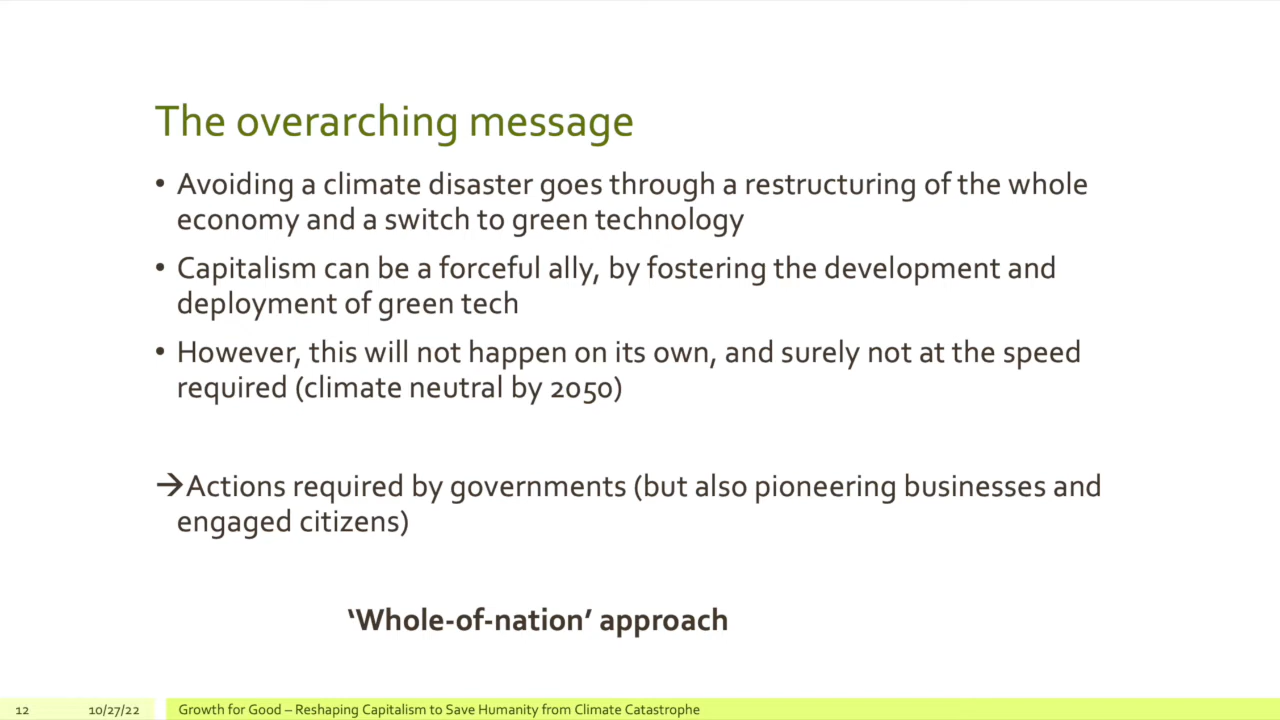 The overarching message
• Avoiding a climate disaster goes through a restructuring of the whole
economy and a switch to green technology
• Capitalism can be a forceful ally, by fostering the development and
deployment of green tech
• However, this will not happen on its own, and surely not at the speed
required (climate neutral by 2050)
→Actions required by governments (but also pioneering businesses and
engaged citizens)
‘Whole-of-nation’ approach
12 10/27/22 Growth for Good – Reshaping Capitalism to Save Humanity from Climate Catastrophe